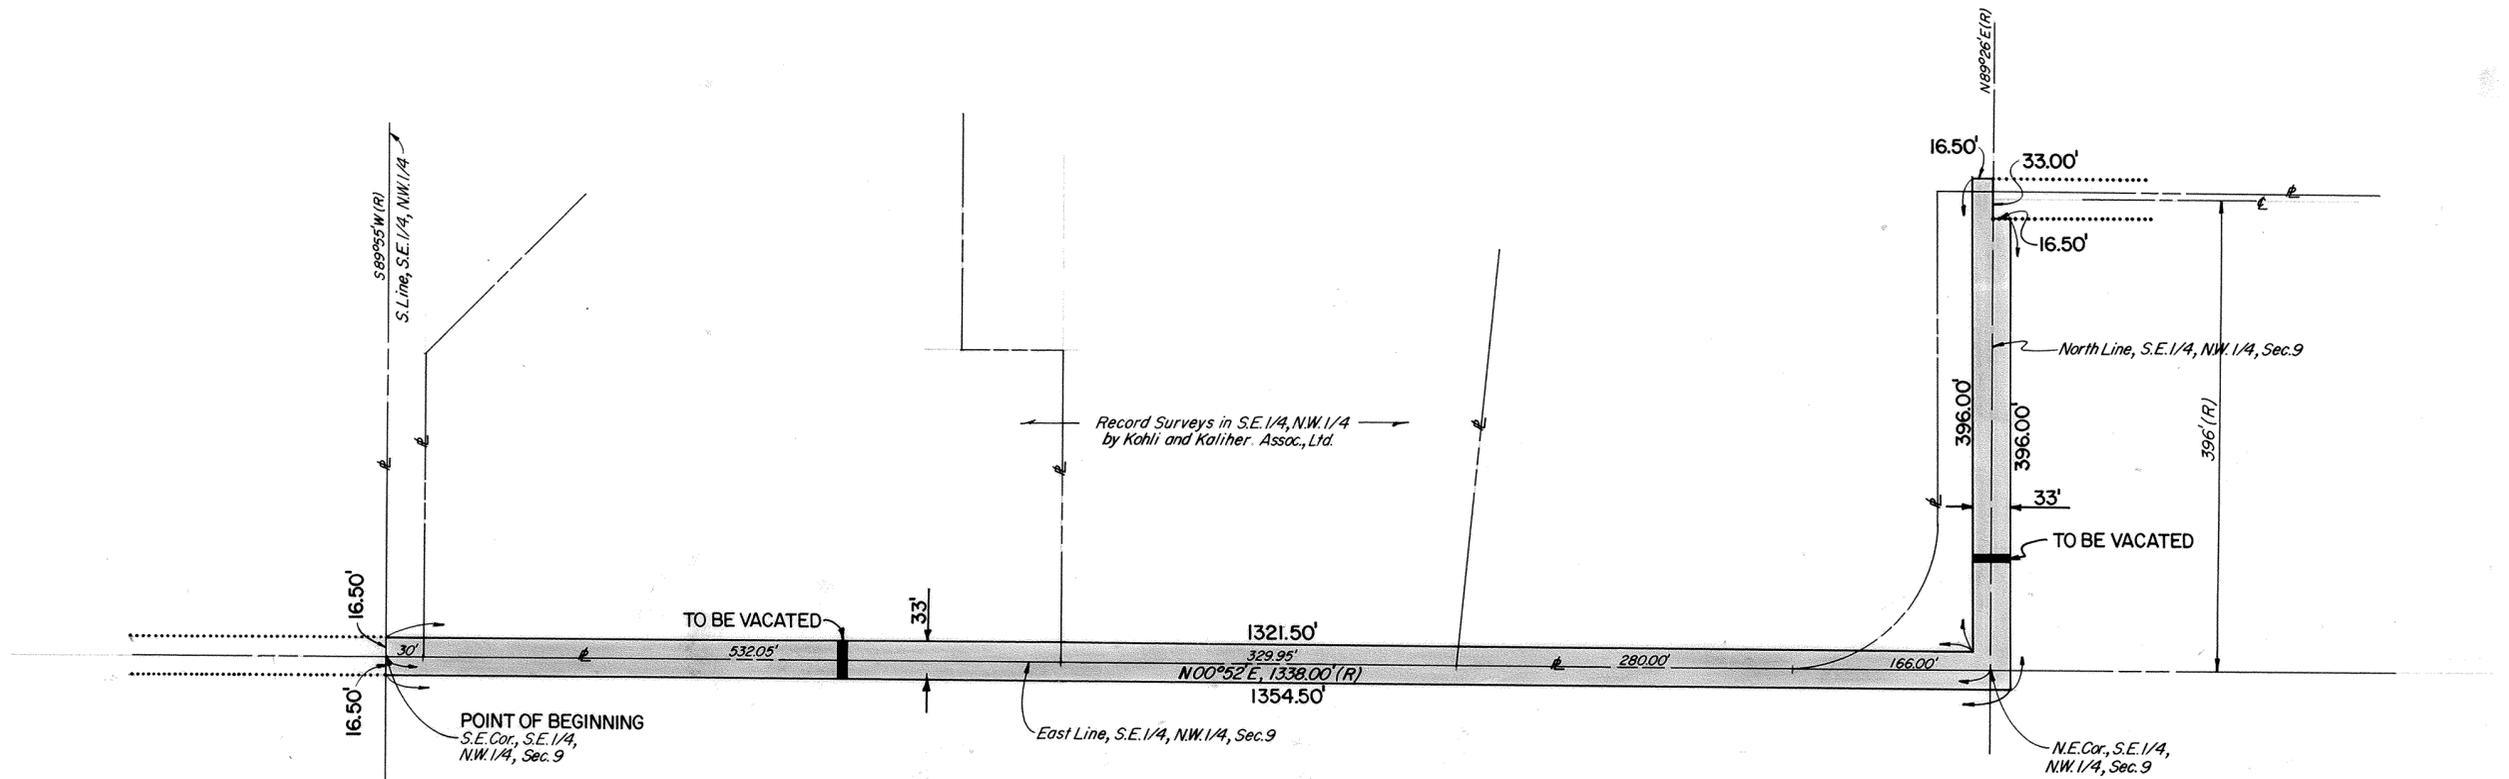 N89°26'E(R)
S89°55'W(R)
S. Line, S.E. 1/4, N.W. 1/4
16.50'
33.00'
℄
16.50'
North Line, S.E. 1/4, N.W. 1/4, Sec. 9
Record Surveys in S.E. 1/4, N.W. 1/4
by Kohli and Kaliher. Assoc., Ltd.
396.00'
396.00'
396'(R)
33'
TO BE VACATED
16.50'
TO BE VACATED
33'
1321.50'
30'
532.05'
329.95'
280.00'
166.00'
N00°52'E, 1338.00'(R)
1354.50'
16.50'
POINT OF BEGINNING
S.E. Cor., S.E. 1/4,
N.W. 1/4, Sec. 9
East Line, S.E. 1/4, N.W. 1/4, Sec. 9
N.E. Cor., S.E. 1/4,
N.W. 1/4, Sec. 9